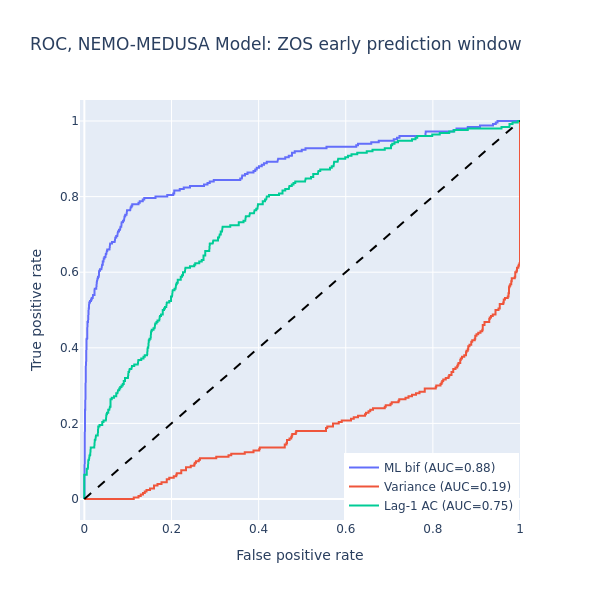 ROC, NEMO-MEDUSA Model: ZOS early prediction window
True positive rate
1
0.8
0.6
0.4
0.2
0
0
0.2
0.4
0.6
0.8
1
False positive rate
ML bif (AUC=0.88)
Variance (AUC=0.19)
Lag-1 AC (AUC=0.75)